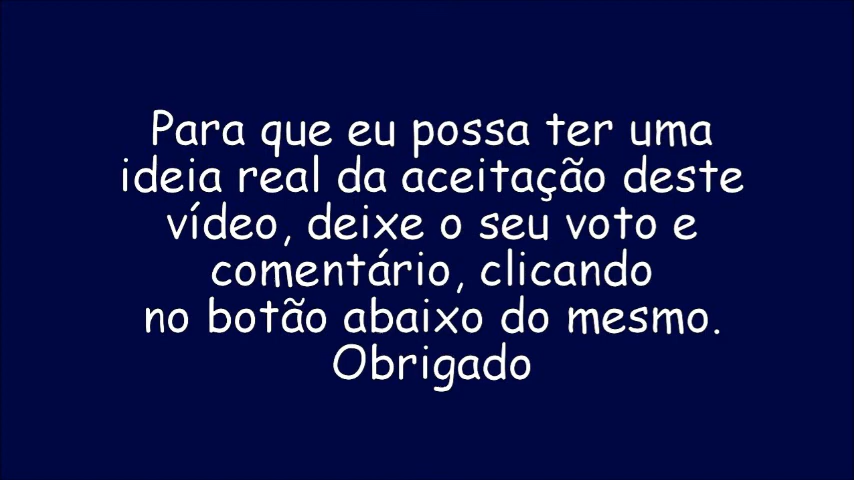 Para que eu possa ter uma
ideia real da aceitação deste
vídeo, deixe o seu voto e
comentário, clicando
no botão abaixo do mesmo.
Obrigado